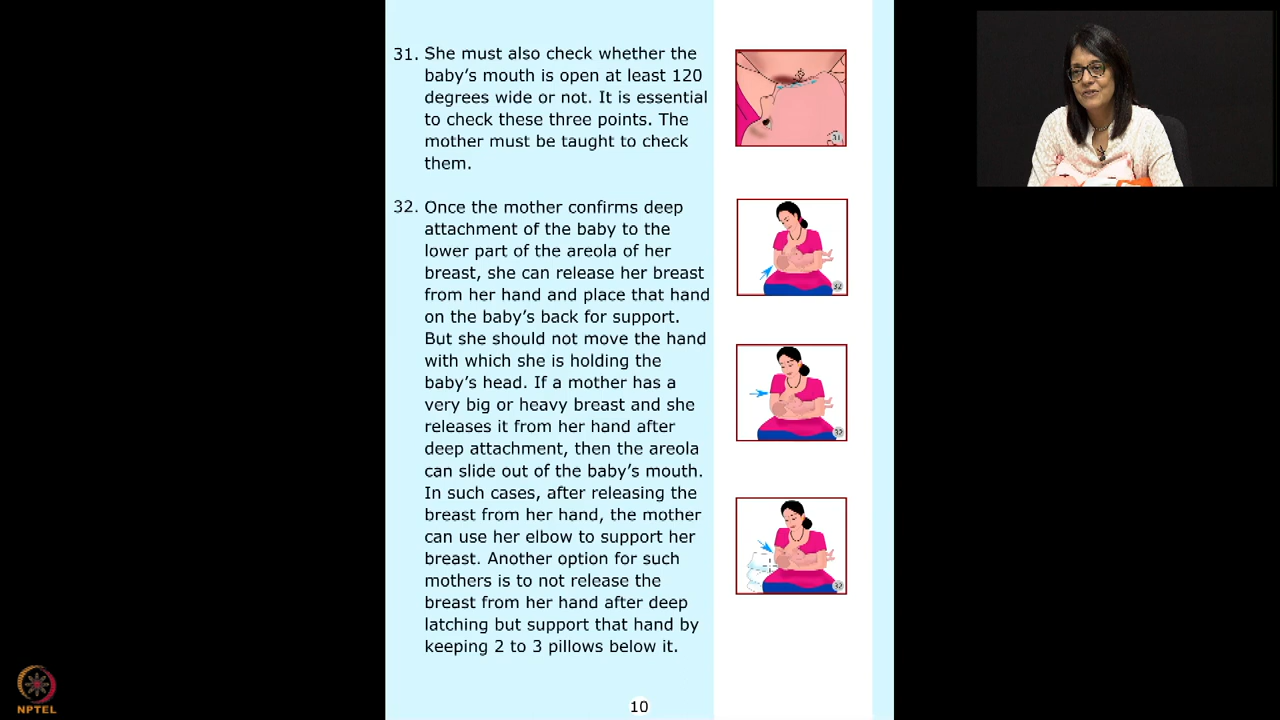 31. She must also check whether the
baby's mouth is open at least 120
degrees wide or not. It is essential
to check these three points. The
mother must be taught to check
them.
31
32. Once the mother confirms deep
attachment of the baby to the
lower part of the areola of her
breast, she can release her breast
from her hand and place that hand
on the baby's back for support.
But she should not move the hand
with which she is holding the
baby's head. If a mother has a
very big or heavy breast and she
releases it from her hand after
deep attachment, then the areola
can slide out of the baby's mouth.
In such cases, after releasing the
breast from her hand, the mother
can use her elbow to support her
breast. Another option for such
mothers is to not release the
breast from her hand after deep
latching but support that hand by
keeping 2 to 3 pillows below it.
32
32
32
10
NPTEL